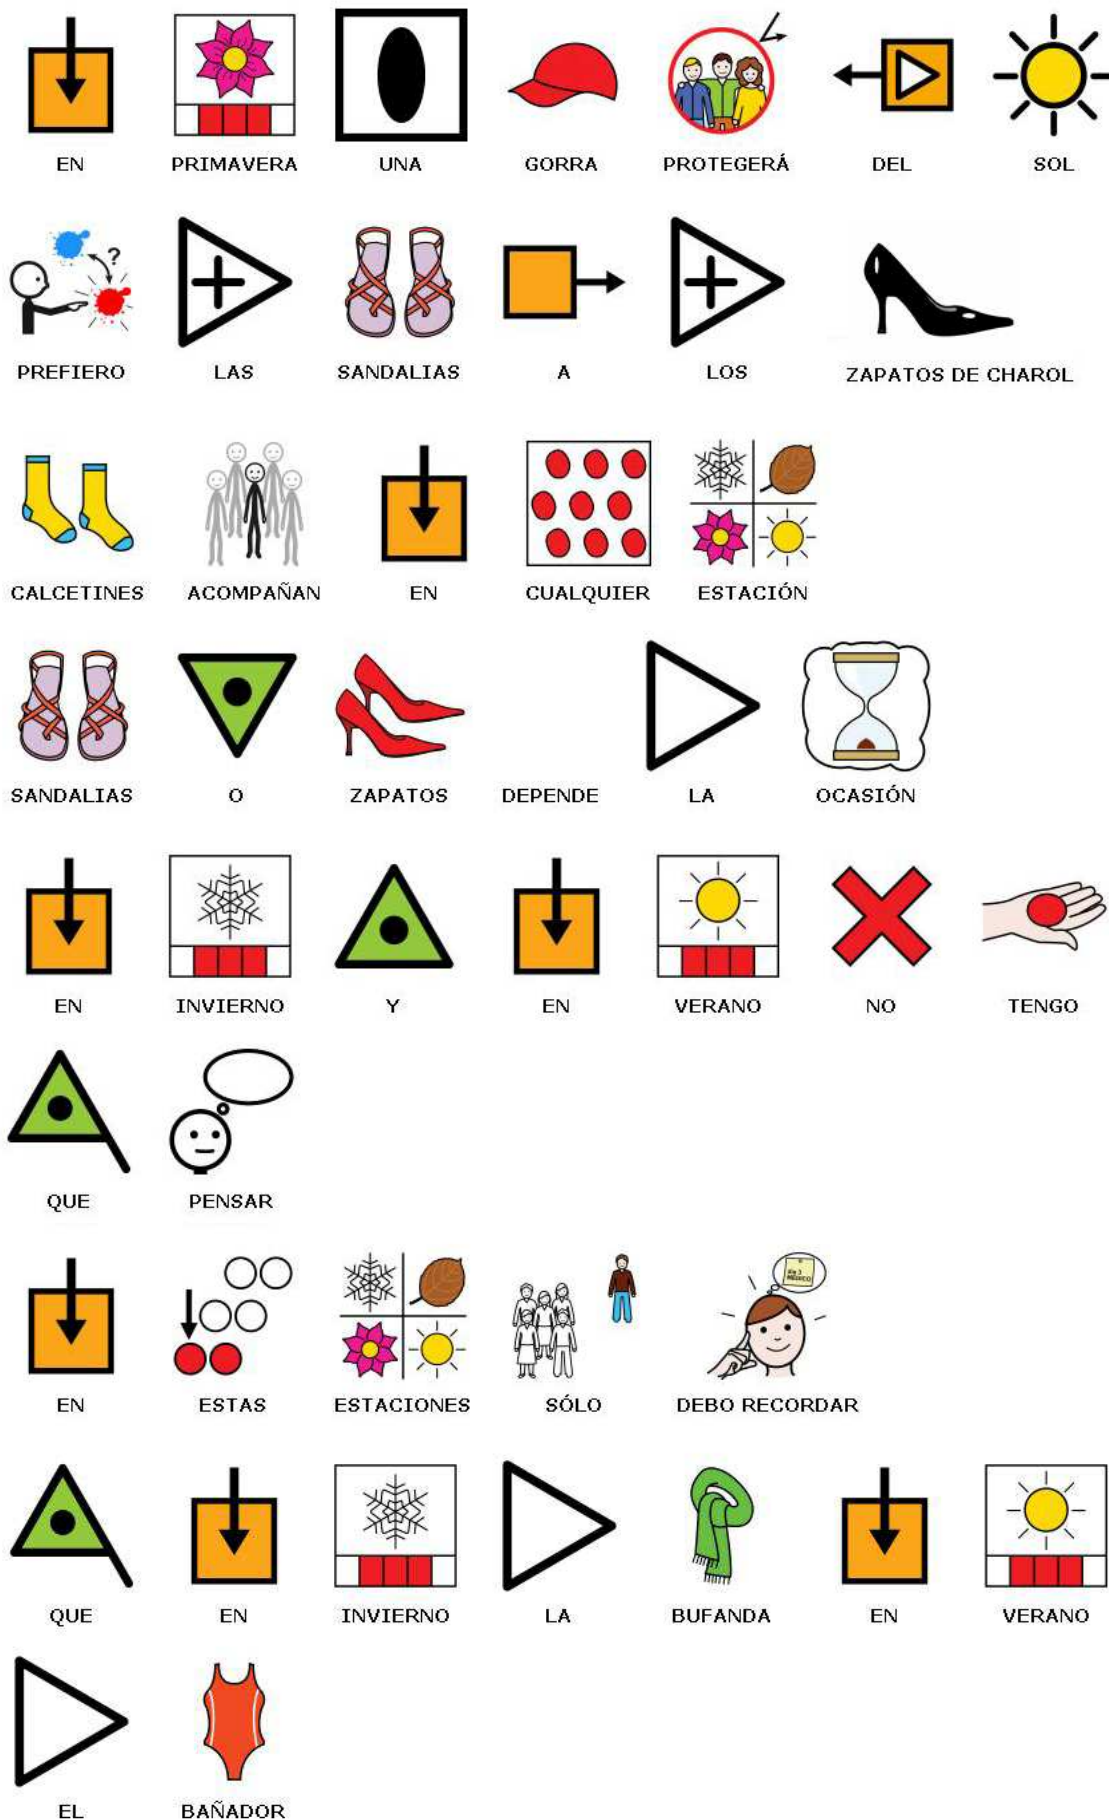 EN PRIMAVERA UNA GORRA PROTEGERÁ DEL SOL
?
PREFIERO LAS SANDALIAS A LOS ZAPATOS DE CHAROL
CALCETINES ACOMPAÑAN EN CUALQUIER ESTACIÓN
SANDALIAS O ZAPATOS DEPENDE LA OCASIÓN
EN INVIERNO Y EN VERANO NO TENGO
QUE PENSAR
MÉDICO
EN ESTAS ESTACIONES SÓLO DEBO RECORDAR
QUE EN INVIERNO LA BUFANDA EN VERANO
EL BAÑADOR